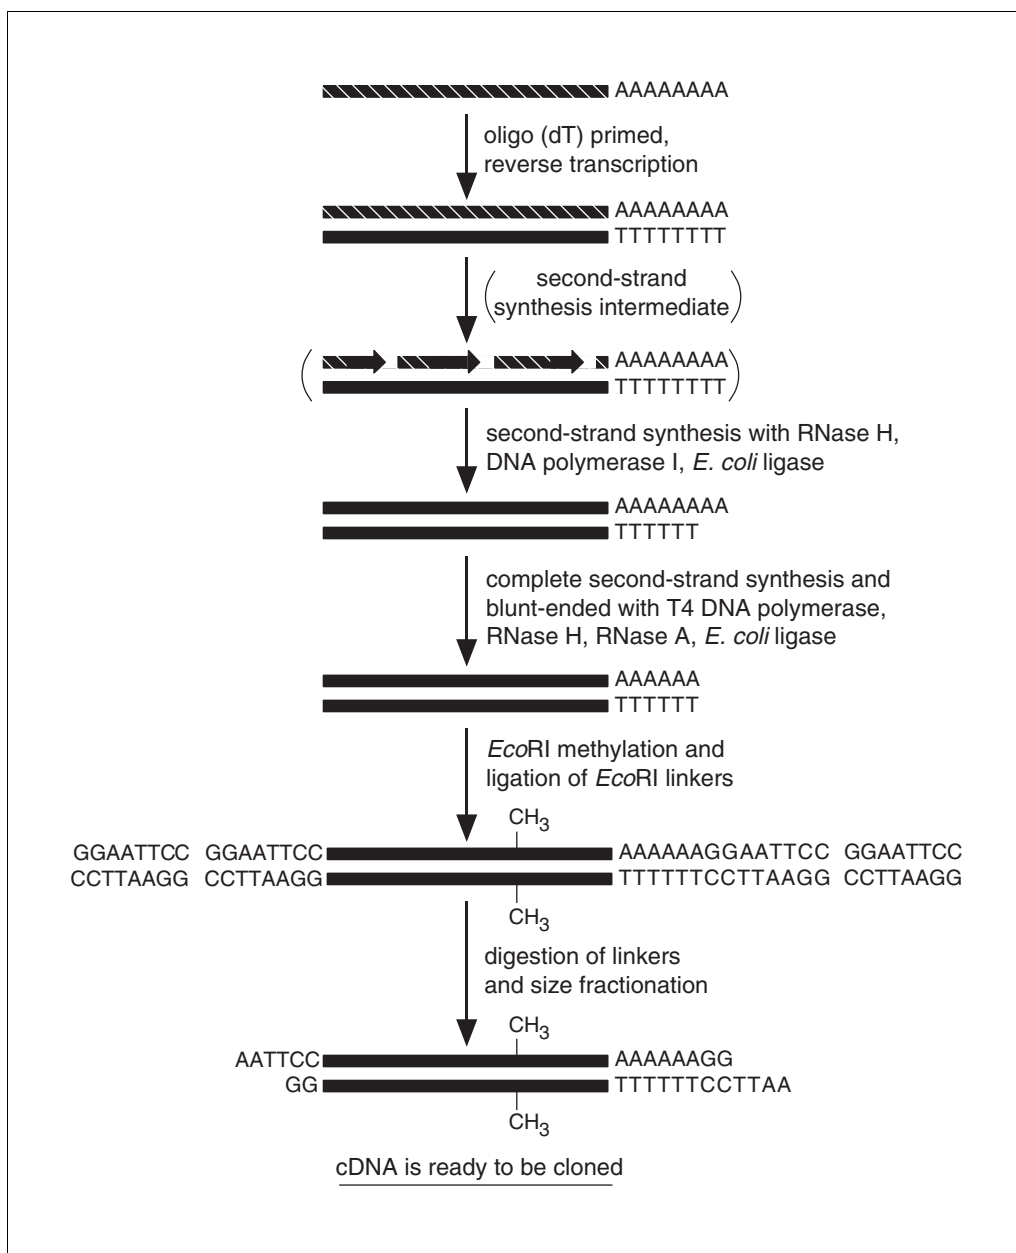 AAAAAAAA
oligo (dT) primed,
reverse transcription
AAAAAAAA
TTTTTTTT
(second-strand
synthesis intermediate)
(AAAAAAAA
TTTTTTTT)
second-strand synthesis with RNase H,
DNA polymerase I, E. coli ligase
AAAAAAAA
TTTTTT
complete second-strand synthesis and
blunt-ended with T4 DNA polymerase,
RNase H, RNase A, E. coli ligase
AAAAAA
TTTTTT
EcoRI methylation and
ligation of EcoRI linkers
CH3
GGAATTCC GGAATTCC AAAAAAGGAATTCC GGAATTCC
CCTTAAGG CCTTAAGG TTTTTTCCTTAAGG CCTTAAGG
CH3
digestion of linkers
and size fractionation
CH3
AATTCC AAAAAAGG
GG TTTTTTCCTTAA
CH3
cDNA is ready to be cloned